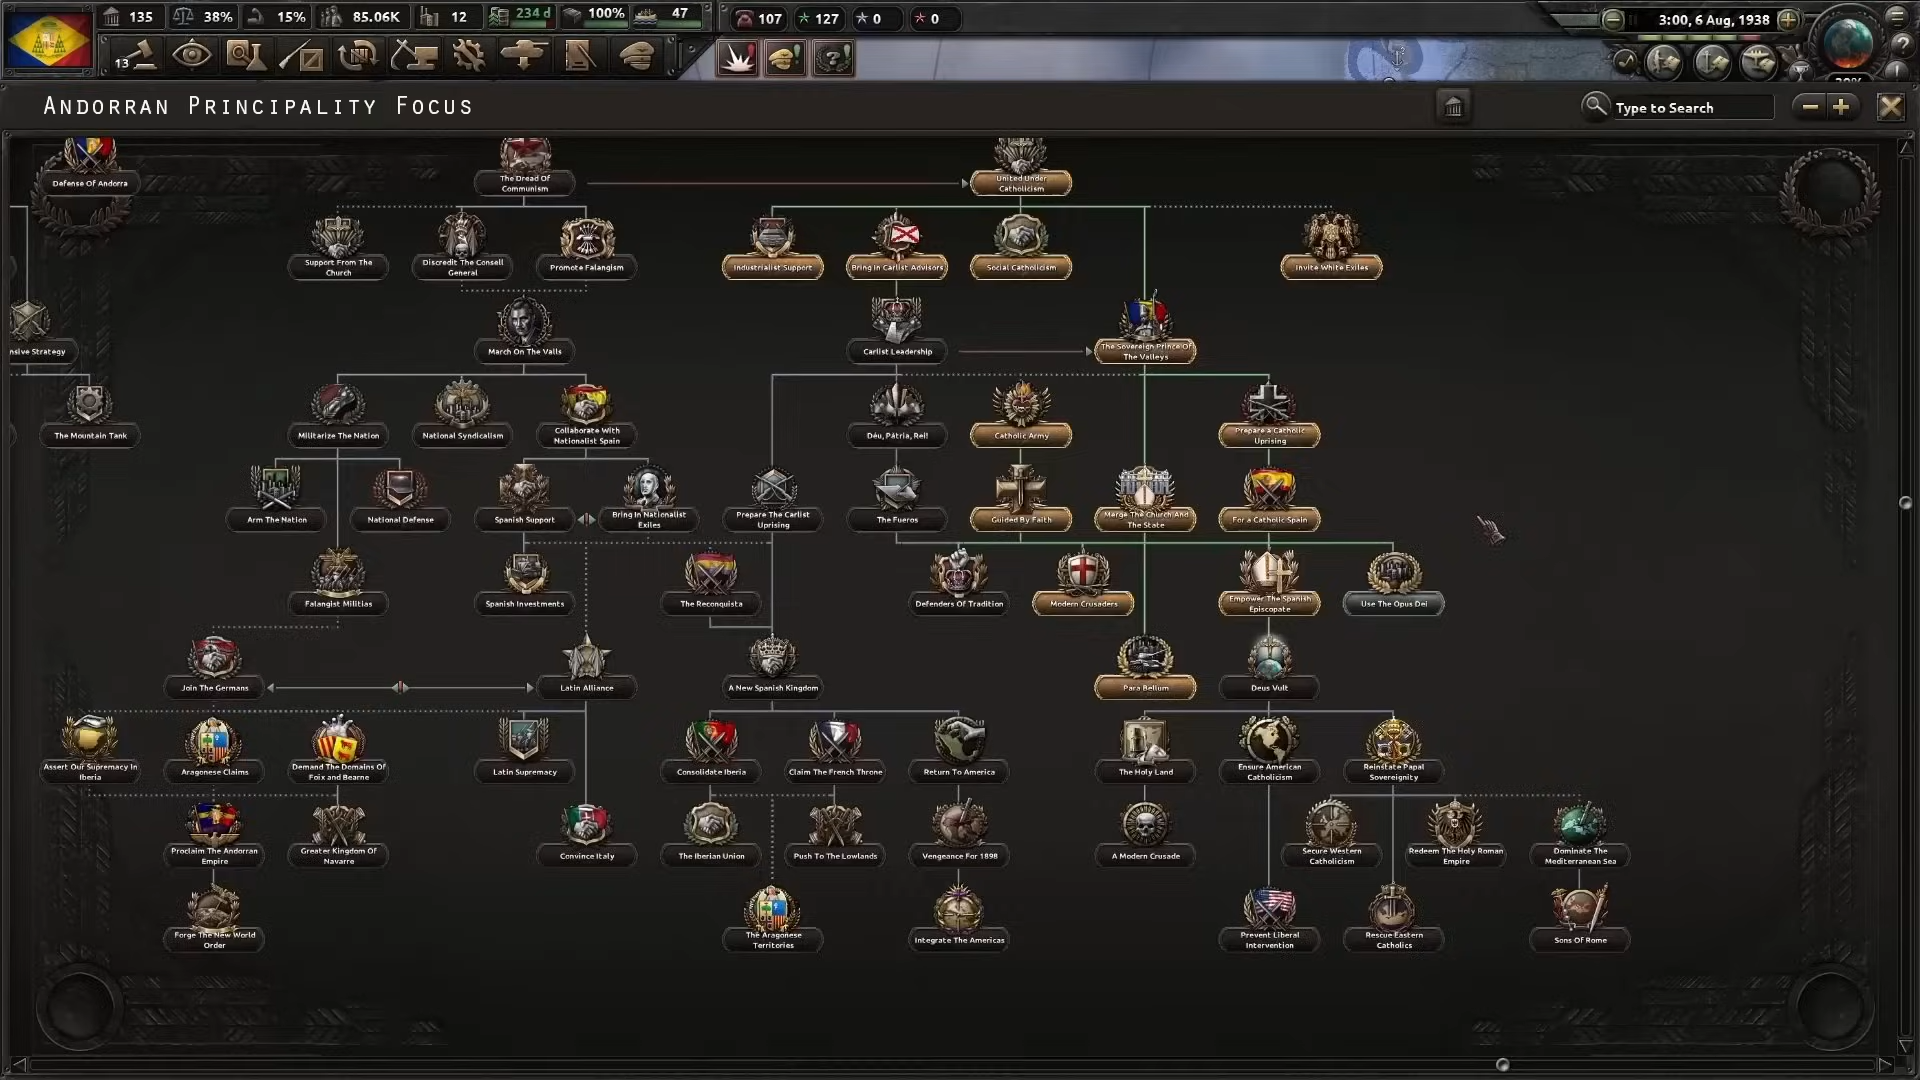 135
38%
15%
85.06K
12
234 d
100%
47
107
127
0
0
3:00, 6 Aug, 1938
13
Andorran Principality Focus
Type to Search
Defense Of Andorra
The Dread Of
Communism
United Under
Catholicism
Support From The
Church
Discredit The Consell
General
Promote Falangism
Industrialist Support
Bring In Carlist Advisors
Social Catholicism
Invite White Exiles
nsive Strategy
March On The Valls
Carlist Leadership
The Sovereign Prince Of
The Valleys
The Mountain Tank
Militarize The Nation
National Syndicalism
Collaborate With
Nationalist Spain
Déu, Pàtria, Rei!
Catholic Army
Prepare a Catholic
Uprising
Arm The Nation
National Defense
Spanish Support
Bring In Nationalist
Exiles
Prepare The Carlist
Uprising
The Fueros
Guided By Faith
Merge The Church And
The State
For a Catholic Spain
Falangist Militias
Spanish Investments
The Reconquista
Defenders Of Tradition
Modern Crusaders
Empower The Spanish
Episcopate
Use The Opus Dei
Join The Germans
Latin Alliance
A New Spanish Kingdom
Para Bellum
Deus Vult
Assert Our Supremacy In
Iberia
Aragonese Claims
Demand The Domains Of
Foix and Bearne
Latin Supremacy
Consolidate Iberia
Claim The French Throne
Return To America
The Holy Land
Ensure American
Catholicism
Reinstate Papal
Sovereignity
Proclaim The Andorran
Empire
Greater Kingdom Of
Navarre
Convince Italy
The Iberian Union
Push To The Lowlands
Vengeance For 1898
A Modern Crusade
Secure Western
Catholicism
Redeem The Holy Roman
Empire
Dominate The
Mediterranean Sea
Forge The New World
Order
The Aragonese
Territories
Integrate The Americas
Prevent Liberal
Intervention
Rescue Eastern
Catholics
Sons Of Rome